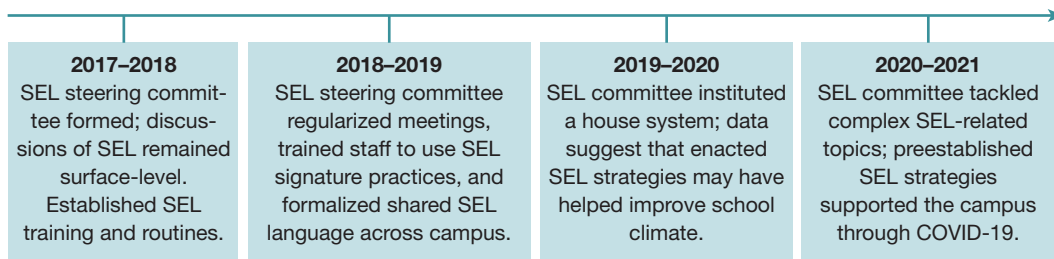 2017–2018
SEL steering commit-
tee formed; discus-
sions of SEL remained
surface-level.
Established SEL
training and routines.
2018–2019
SEL steering committee
regularized meetings,
trained staff to use SEL
signature practices, and
formalized shared SEL
language across campus.
2019–2020
SEL committee instituted
a house system; data
suggest that enacted
SEL strategies may have
helped improve school
climate.
2020–2021
SEL committee tackled
complex SEL-related
topics; preestablished
SEL strategies
supported the campus
through COVID-19.